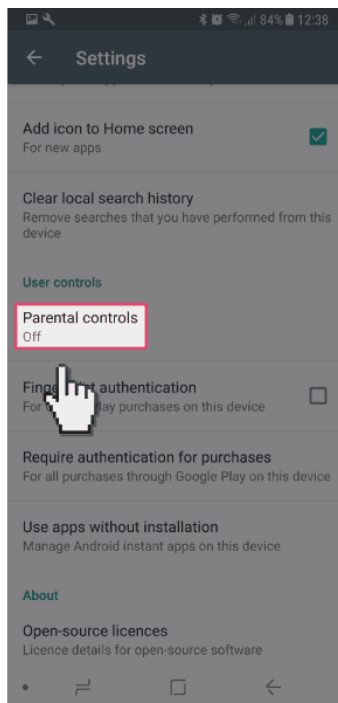 84% 12:38
Settings
Add icon to Home screen
For new apps
Clear local search history
Remove searches that you have performed from this
device
User controls
Parental controls
Off
authentication
purchases on this device
Require authentication for purchases
For all purchases through Google Play on this device
Use apps without installation
Manage Android instant apps on this device
About
Open-source licences
Licence details for open-source software